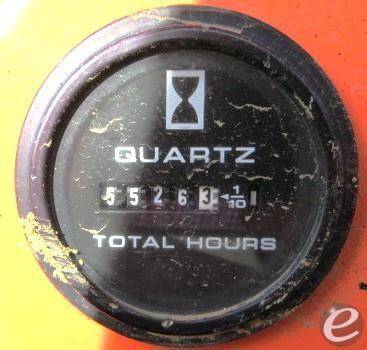 QUARTZ
55263 1/10
TOTAL HOURS
e